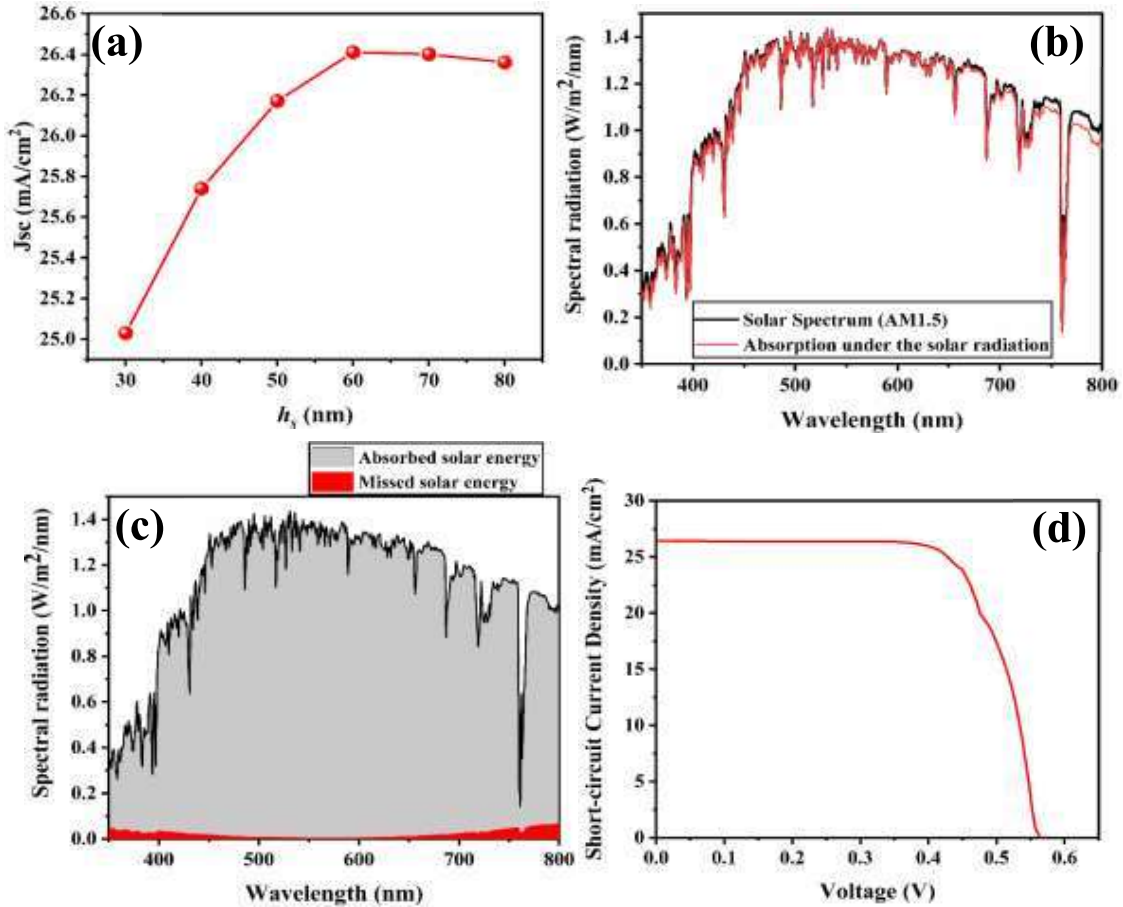 (a)
26.6
26.4
26.2
26.0
25.8
25.6
25.4
25.2
25.0
Jsc (mA/cm²)
30 40 50 60 70 80
hs (nm)
(b)
1.4
1.2
1.0
0.8
0.6
0.4
0.2
0.0
Spectral radiation (W/m²/nm)
Solar Spectrum (AM1.5)
Absorption under the solar radiation
400 500 600 700 800
Wavelength (nm)
Absorbed solar energy
Missed solar energy
(c)
1.4
1.2
1.0
0.8
0.6
0.4
0.2
0.0
Spectral radiation (W/m²/nm)
400 500 600 700 800
Wavelength (nm)
(d)
30
25
20
15
10
5
0
Short-circuit Current Density (mA/cm²)
0.0 0.1 0.2 0.3 0.4 0.5 0.6
Voltage (V)